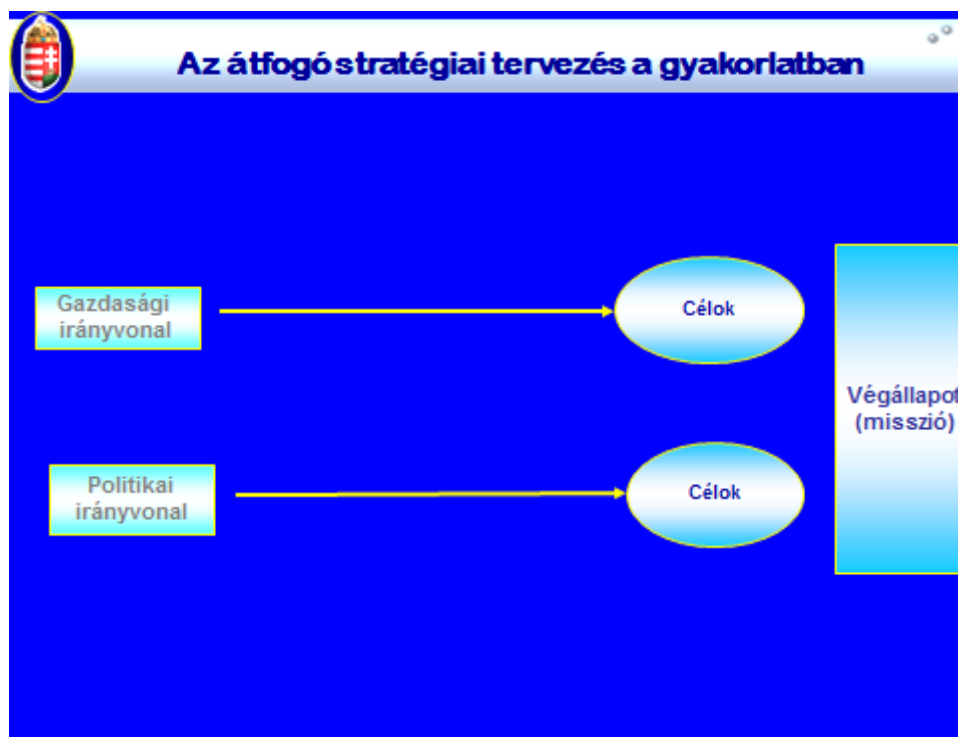 Az átfogó stratégiai tervezés a gyakorlatban
Gazdasági
irányvonal
Célok
Végállapot
(misszió)
Politikai
irányvonal
Célok